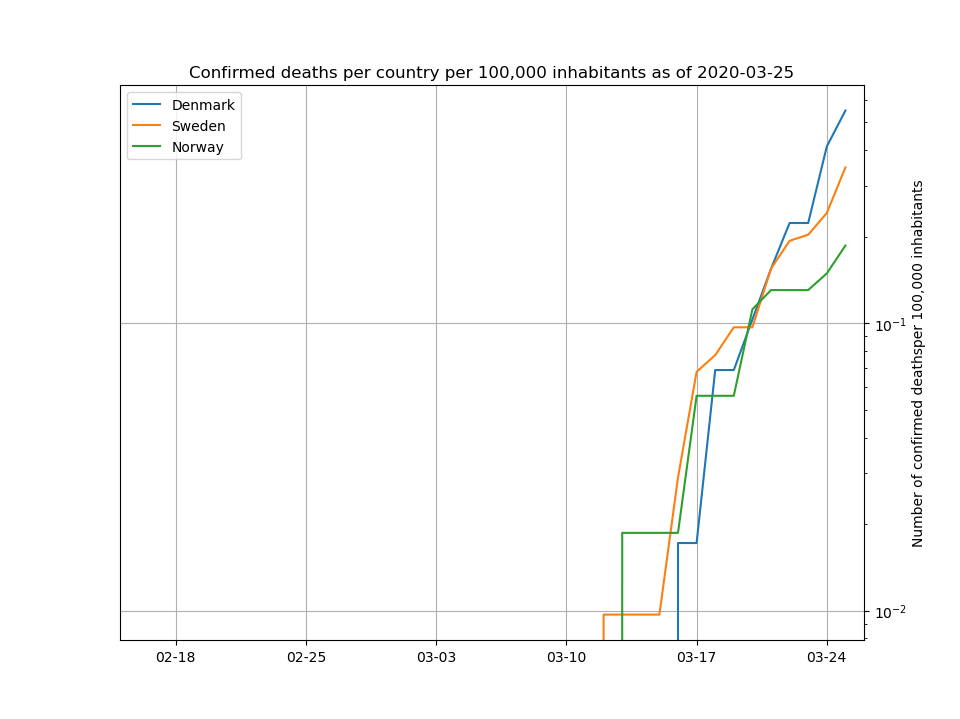 Confirmed deaths per country per 100,000 inhabitants as of 2020-03-25
Denmark
Sweden
Norway
Number of confirmed deathsper 100,000 inhabitants
10⁻¹
10⁻²
02-18 02-25 03-03 03-10 03-17 03-24